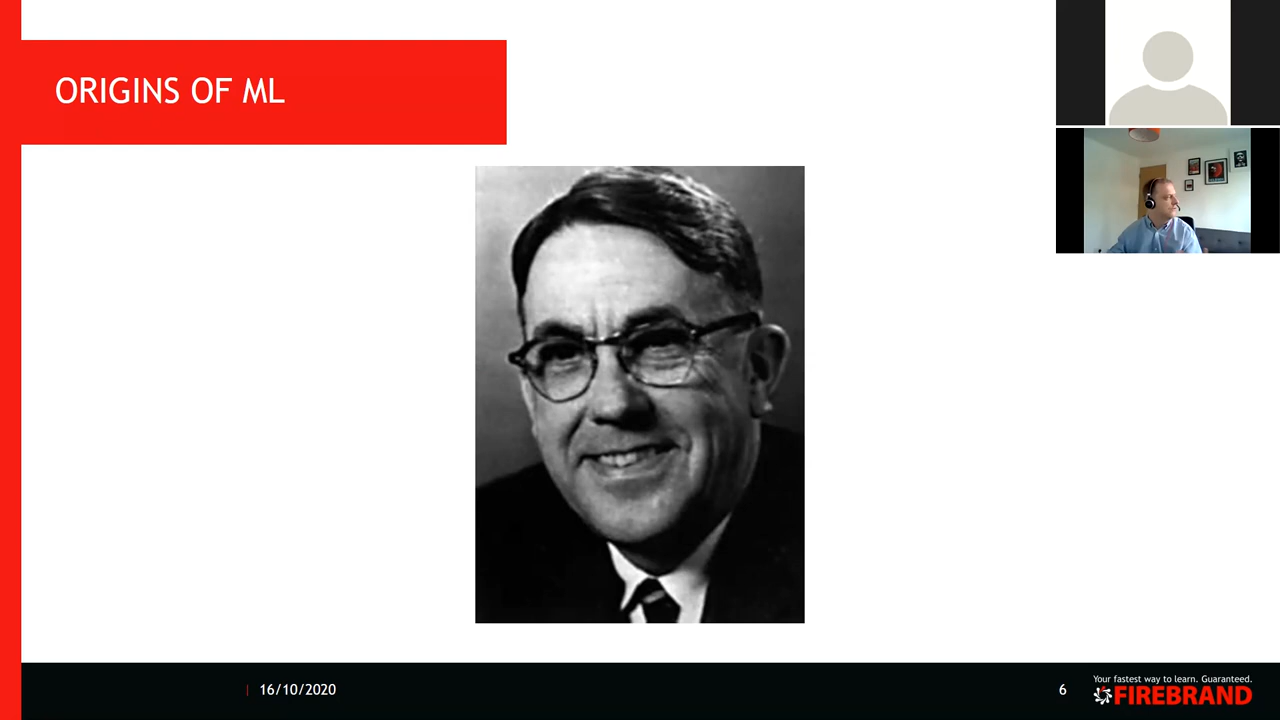 ORIGINS OF ML
16/10/2020
6
Your fastest way to learn. Guaranteed.
FIREBRAND